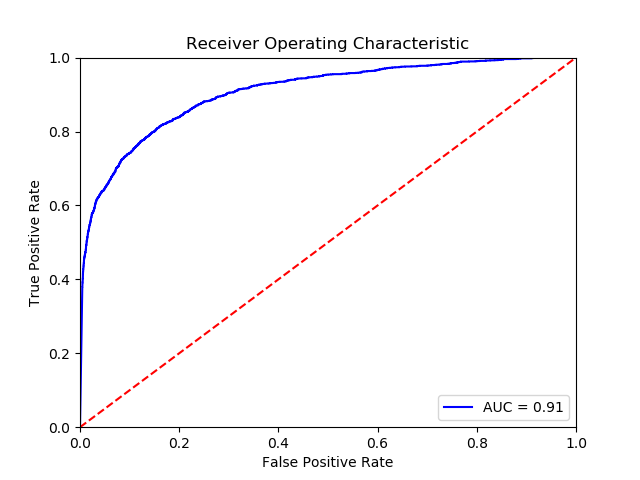 Receiver Operating Characteristic
True Positive Rate
1.0
0.8
0.6
0.4
0.2
0.0
AUC = 0.91
0.0 0.2 0.4 0.6 0.8 1.0
False Positive Rate